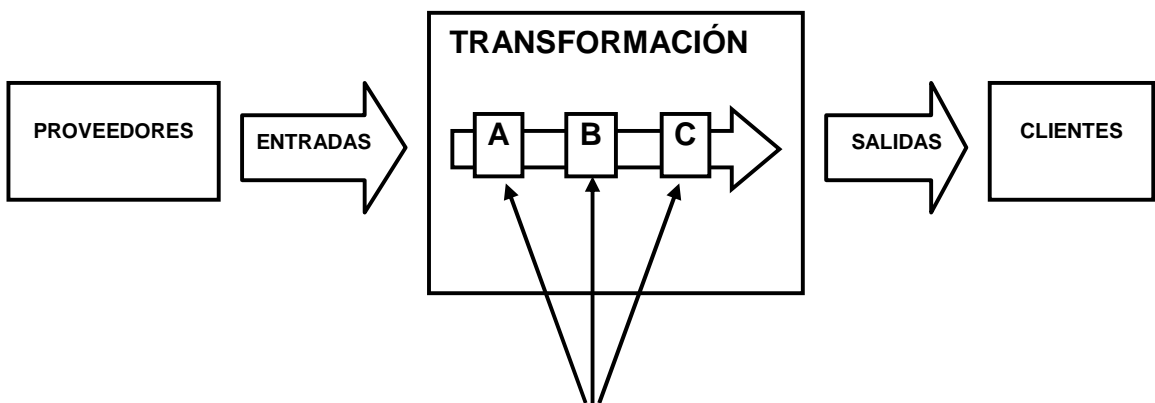 TRANSFORMACIÓN
PROVEEDORES
ENTRADAS
A
B
C
SALIDAS
CLIENTES